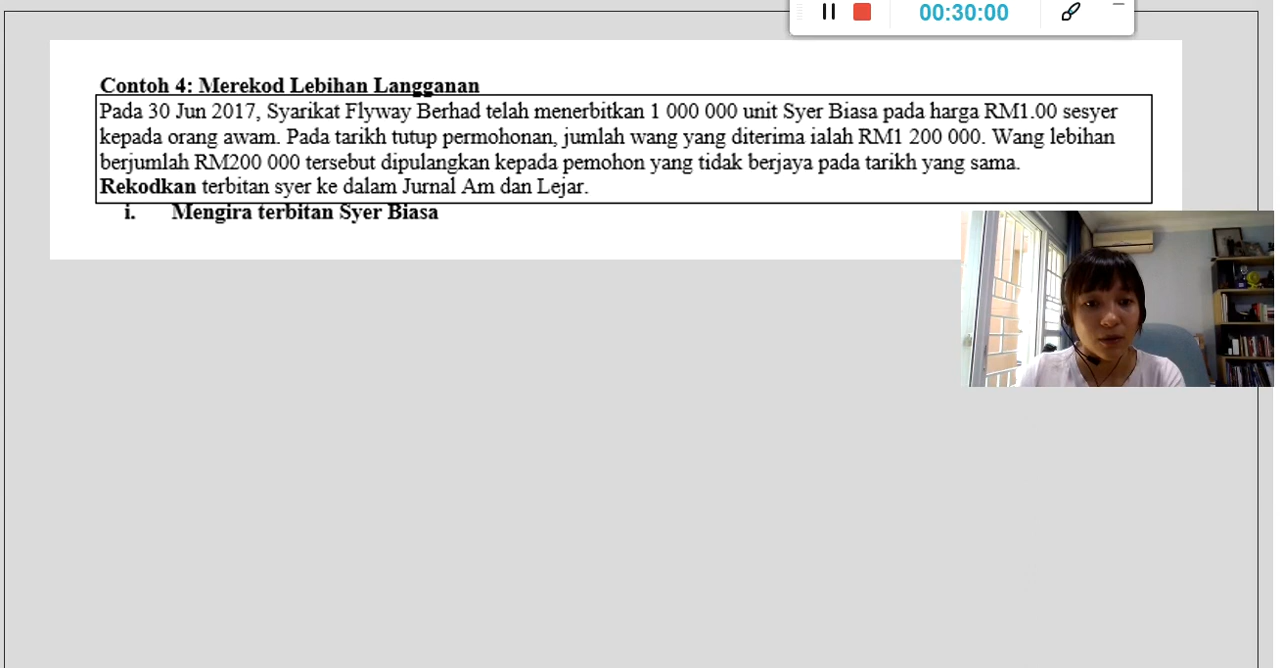 00:30:00
Contoh 4: Merekod Lebihan Langganan
Pada 30 Jun 2017, Syarikat Flyway Berhad telah menerbitkan 1 000 000 unit Syer Biasa pada harga RM1.00 sesyer
kepada orang awam. Pada tarikh tutup permohonan, jumlah wang yang diterima ialah RM1 200 000. Wang lebihan
berjumlah RM200 000 tersebut dipulangkan kepada pemohon yang tidak berjaya pada tarikh yang sama.
Rekodkan terbitan syer ke dalam Jurnal Am dan Lejar.
i. Mengira terbitan Syer Biasa